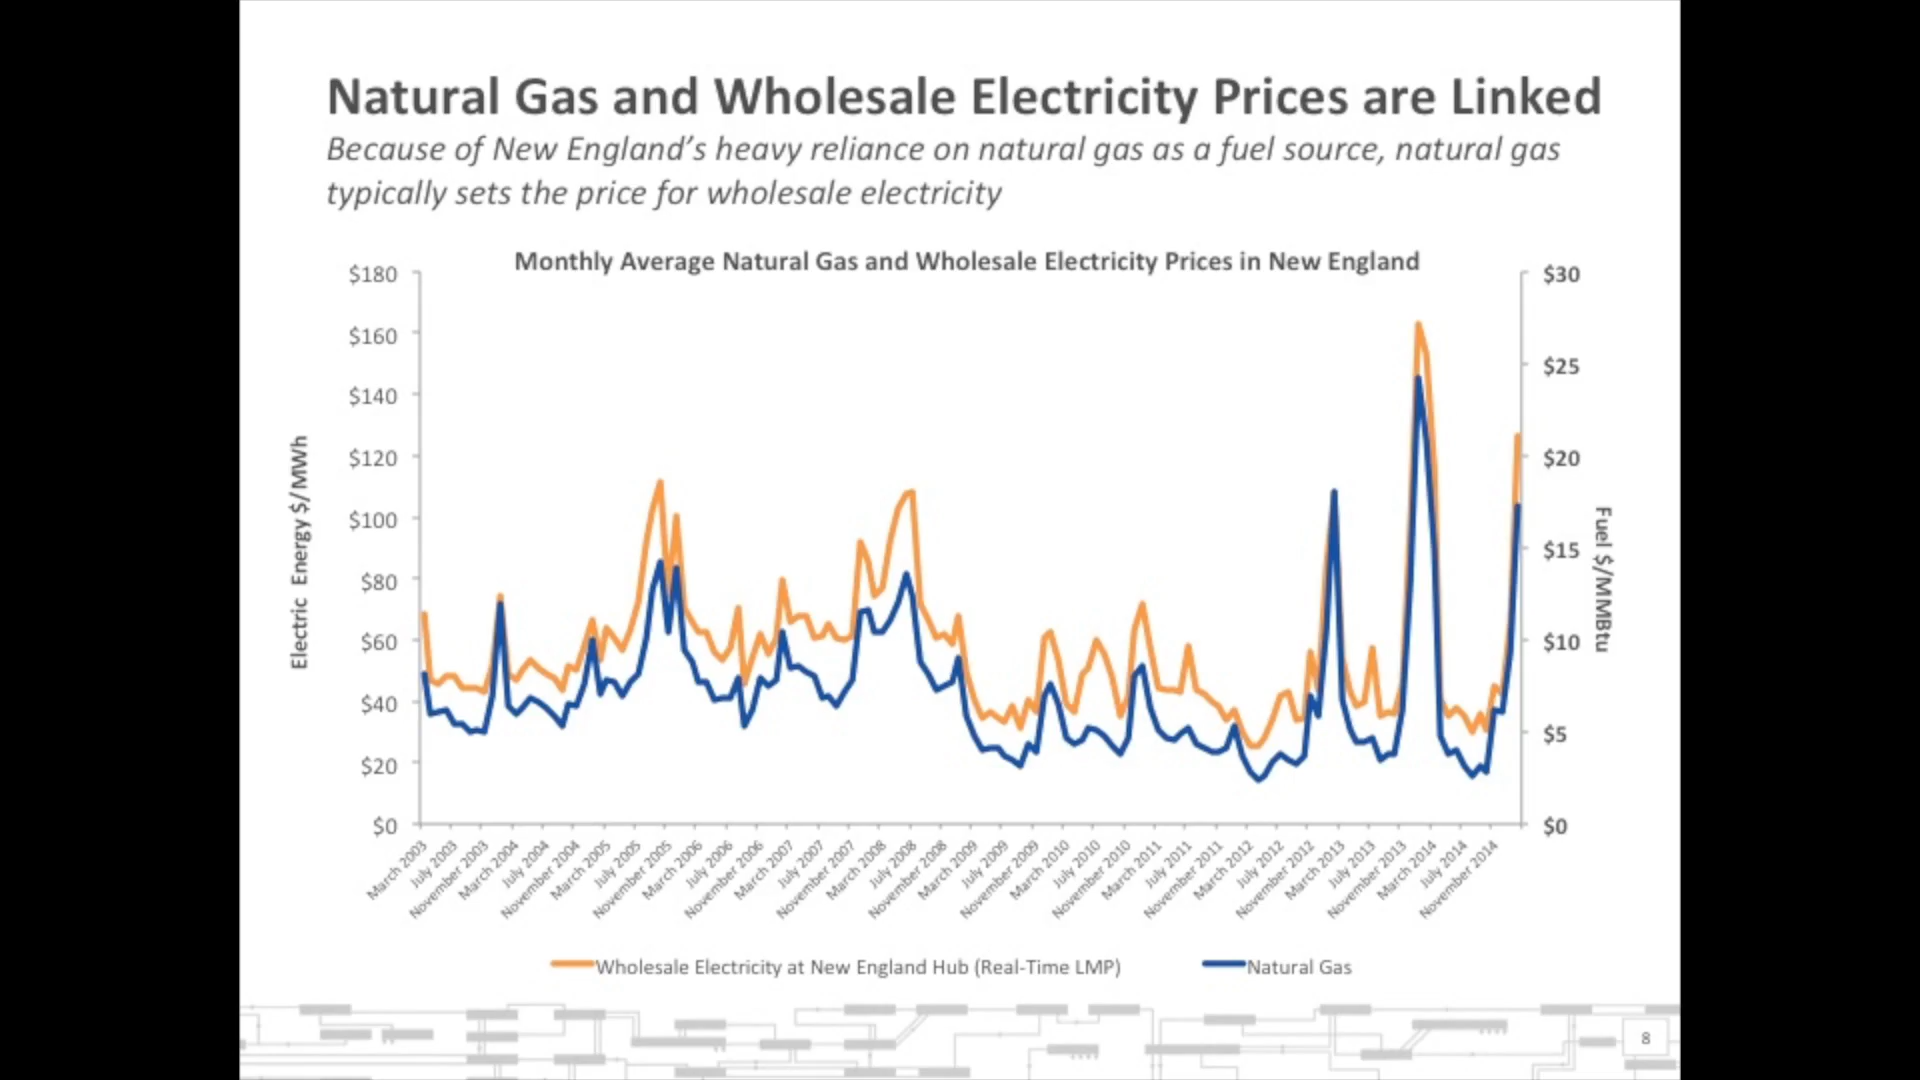 Natural Gas and Wholesale Electricity Prices are Linked
Because of New England's heavy reliance on natural gas as a fuel source, natural gas
typically sets the price for wholesale electricity
Monthly Average Natural Gas and Wholesale Electricity Prices in New England
Electric Energy $/MWh
$180
$160
$140
$120
$100
$80
$60
$40
$20
$0
$30
$25
$20
$15
$10
$5
$0
Fuel $/MMBtu
March 2003
July 2003
November 2003
March 2004
July 2004
November 2004
March 2005
July 2005
November 2005
March 2006
July 2006
November 2006
March 2007
July 2007
November 2007
March 2008
July 2008
November 2008
March 2009
July 2009
November 2009
March 2010
July 2010
November 2010
March 2011
July 2011
November 2011
March 2012
July 2012
November 2012
March 2013
July 2013
November 2013
March 2014
July 2014
November 2014
Wholesale Electricity at New England Hub (Real-Time LMP)
Natural Gas
8